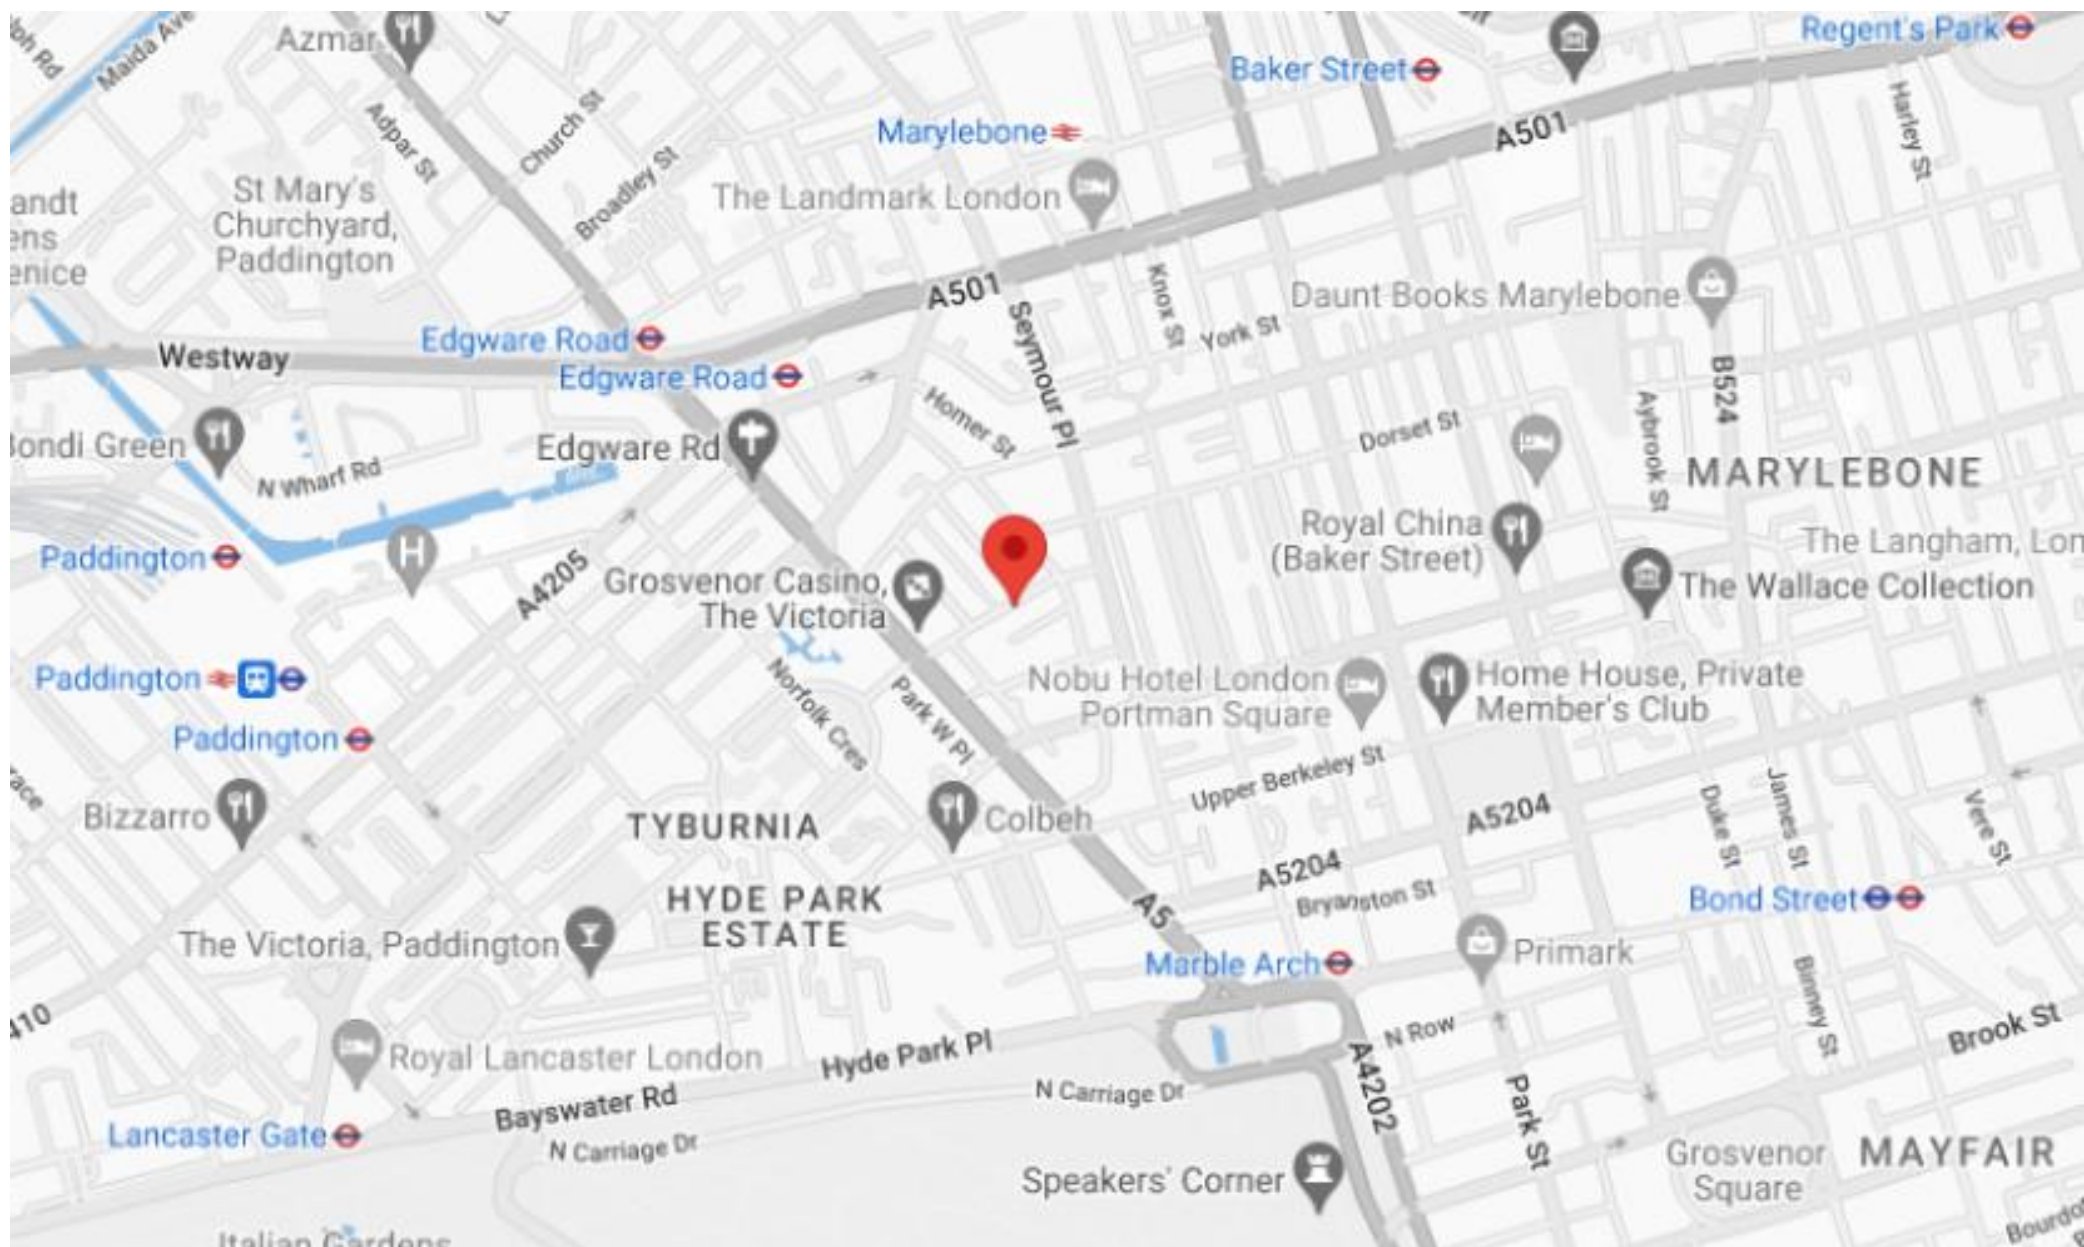 Azmar
Maida Ave
Adpar St
Church St
Broadley St
St Mary's
Churchyard,
Paddington
Marylebone
The Landmark London
Baker Street
Regent's Park
A501
Harley St
A501
Seymour Pl
Knox St
York St
Daunt Books Marylebone
B524
Westway
Edgware Road
Edgware Road
Homer St
Dorset St
Aybrook St
MARYLEBONE
Bondi Green
N Wharf Rd
Edgware Rd
H
Paddington
A4205
Grosvenor Casino,
The Victoria
Royal China
(Baker Street)
The Langham, Lon
The Wallace Collection
Paddington
Paddington
Norfolk Cres
Park W Pl
Nobu Hotel London
Portman Square
Home House, Private
Member's Club
Upper Berkeley St
Bizzarro
TYBURNIA
Colbeh
A5204
Duke St
James St
Vere St
HYDE PARK
ESTATE
A5204
Bryanston St
Bond Street
A5
The Victoria, Paddington
Marble Arch
Primark
Binney St
Royal Lancaster London
Hyde Park Pl
N Row
Brook St
Bayswater Rd
N Carriage Dr
A4202
Park St
Lancaster Gate
N Carriage Dr
Speakers' Corner
Grosvenor
Square
MAYFAIR
Italian Gardens